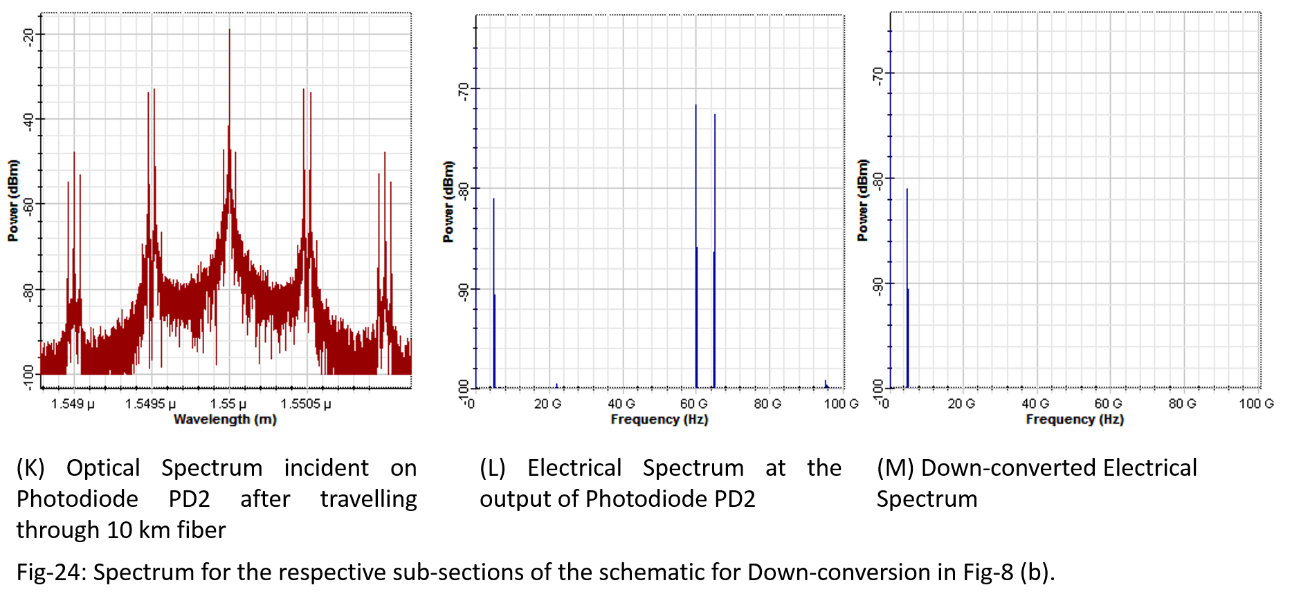 -20
-40
-60
-80
-100
Power (dBm)
1.549 µ
1.5495 µ
1.55 µ
1.5505 µ
Wavelength (m)
-70
-80
-90
-100
Power (dBm)
0
20 G
40 G
60 G
80 G
100 G
Frequency (Hz)
-70
-80
-90
-100
Power (dBm)
0
20 G
40 G
60 G
80 G
100 G
Frequency (Hz)
(K) Optical Spectrum incident on
Photodiode PD2 after travelling
through 10 km fiber
(L) Electrical Spectrum at the
output of Photodiode PD2
(M) Down-converted Electrical
Spectrum
Fig-24: Spectrum for the respective sub-sections of the schematic for Down-conversion in Fig-8 (b).